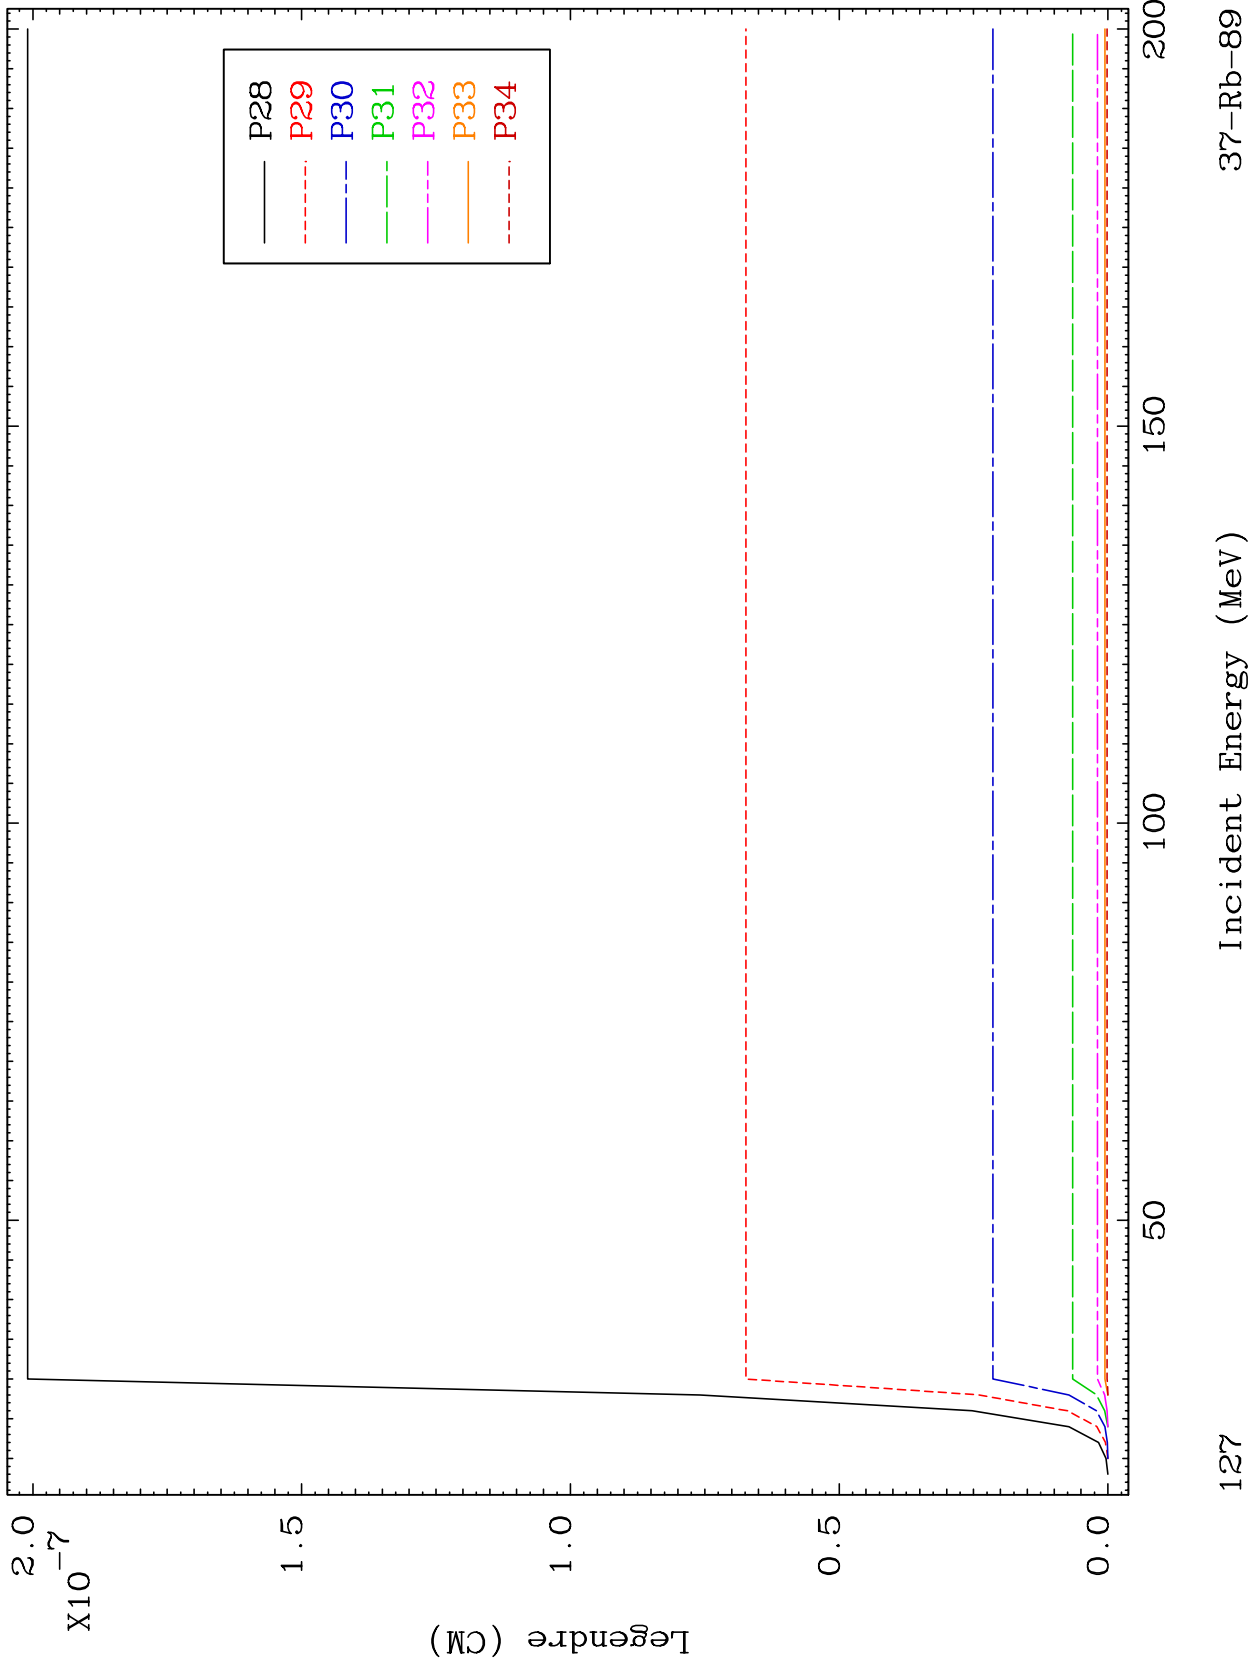 2.0
X10-7
1.5
1.0
0.5
0.0
Legendre (CM)
P28
P29
P30
P31
P32
P33
P34
50
100
150
200
Incident Energy (MeV)
127
37-Rb-89